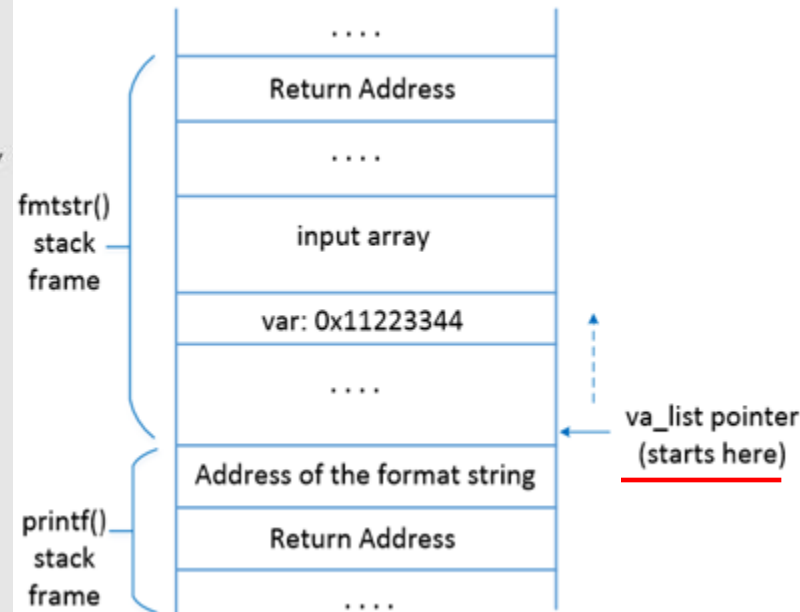 ....
Return Address
....
fmtstr()
stack
frame
input array
var: 0x11223344
....
va_list pointer
(starts here)
Address of the format string
printf()
stack
frame
Return Address
....